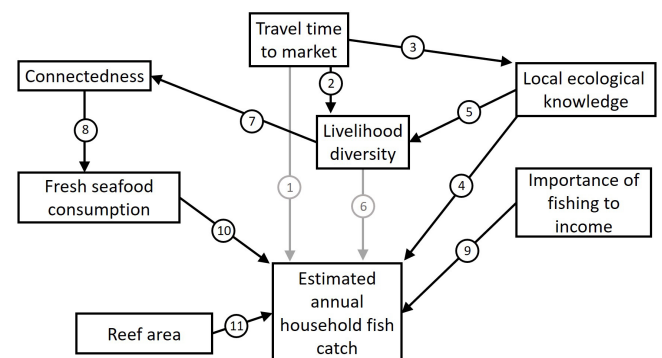 Travel time
to market
3
Connectedness
2
Local ecological
knowledge
5
7
Livelihood
diversity
8
Fresh seafood
consumption
1
6
4
Importance of
fishing to
income
10
9
Estimated
annual
household fish
catch
Reef area
11